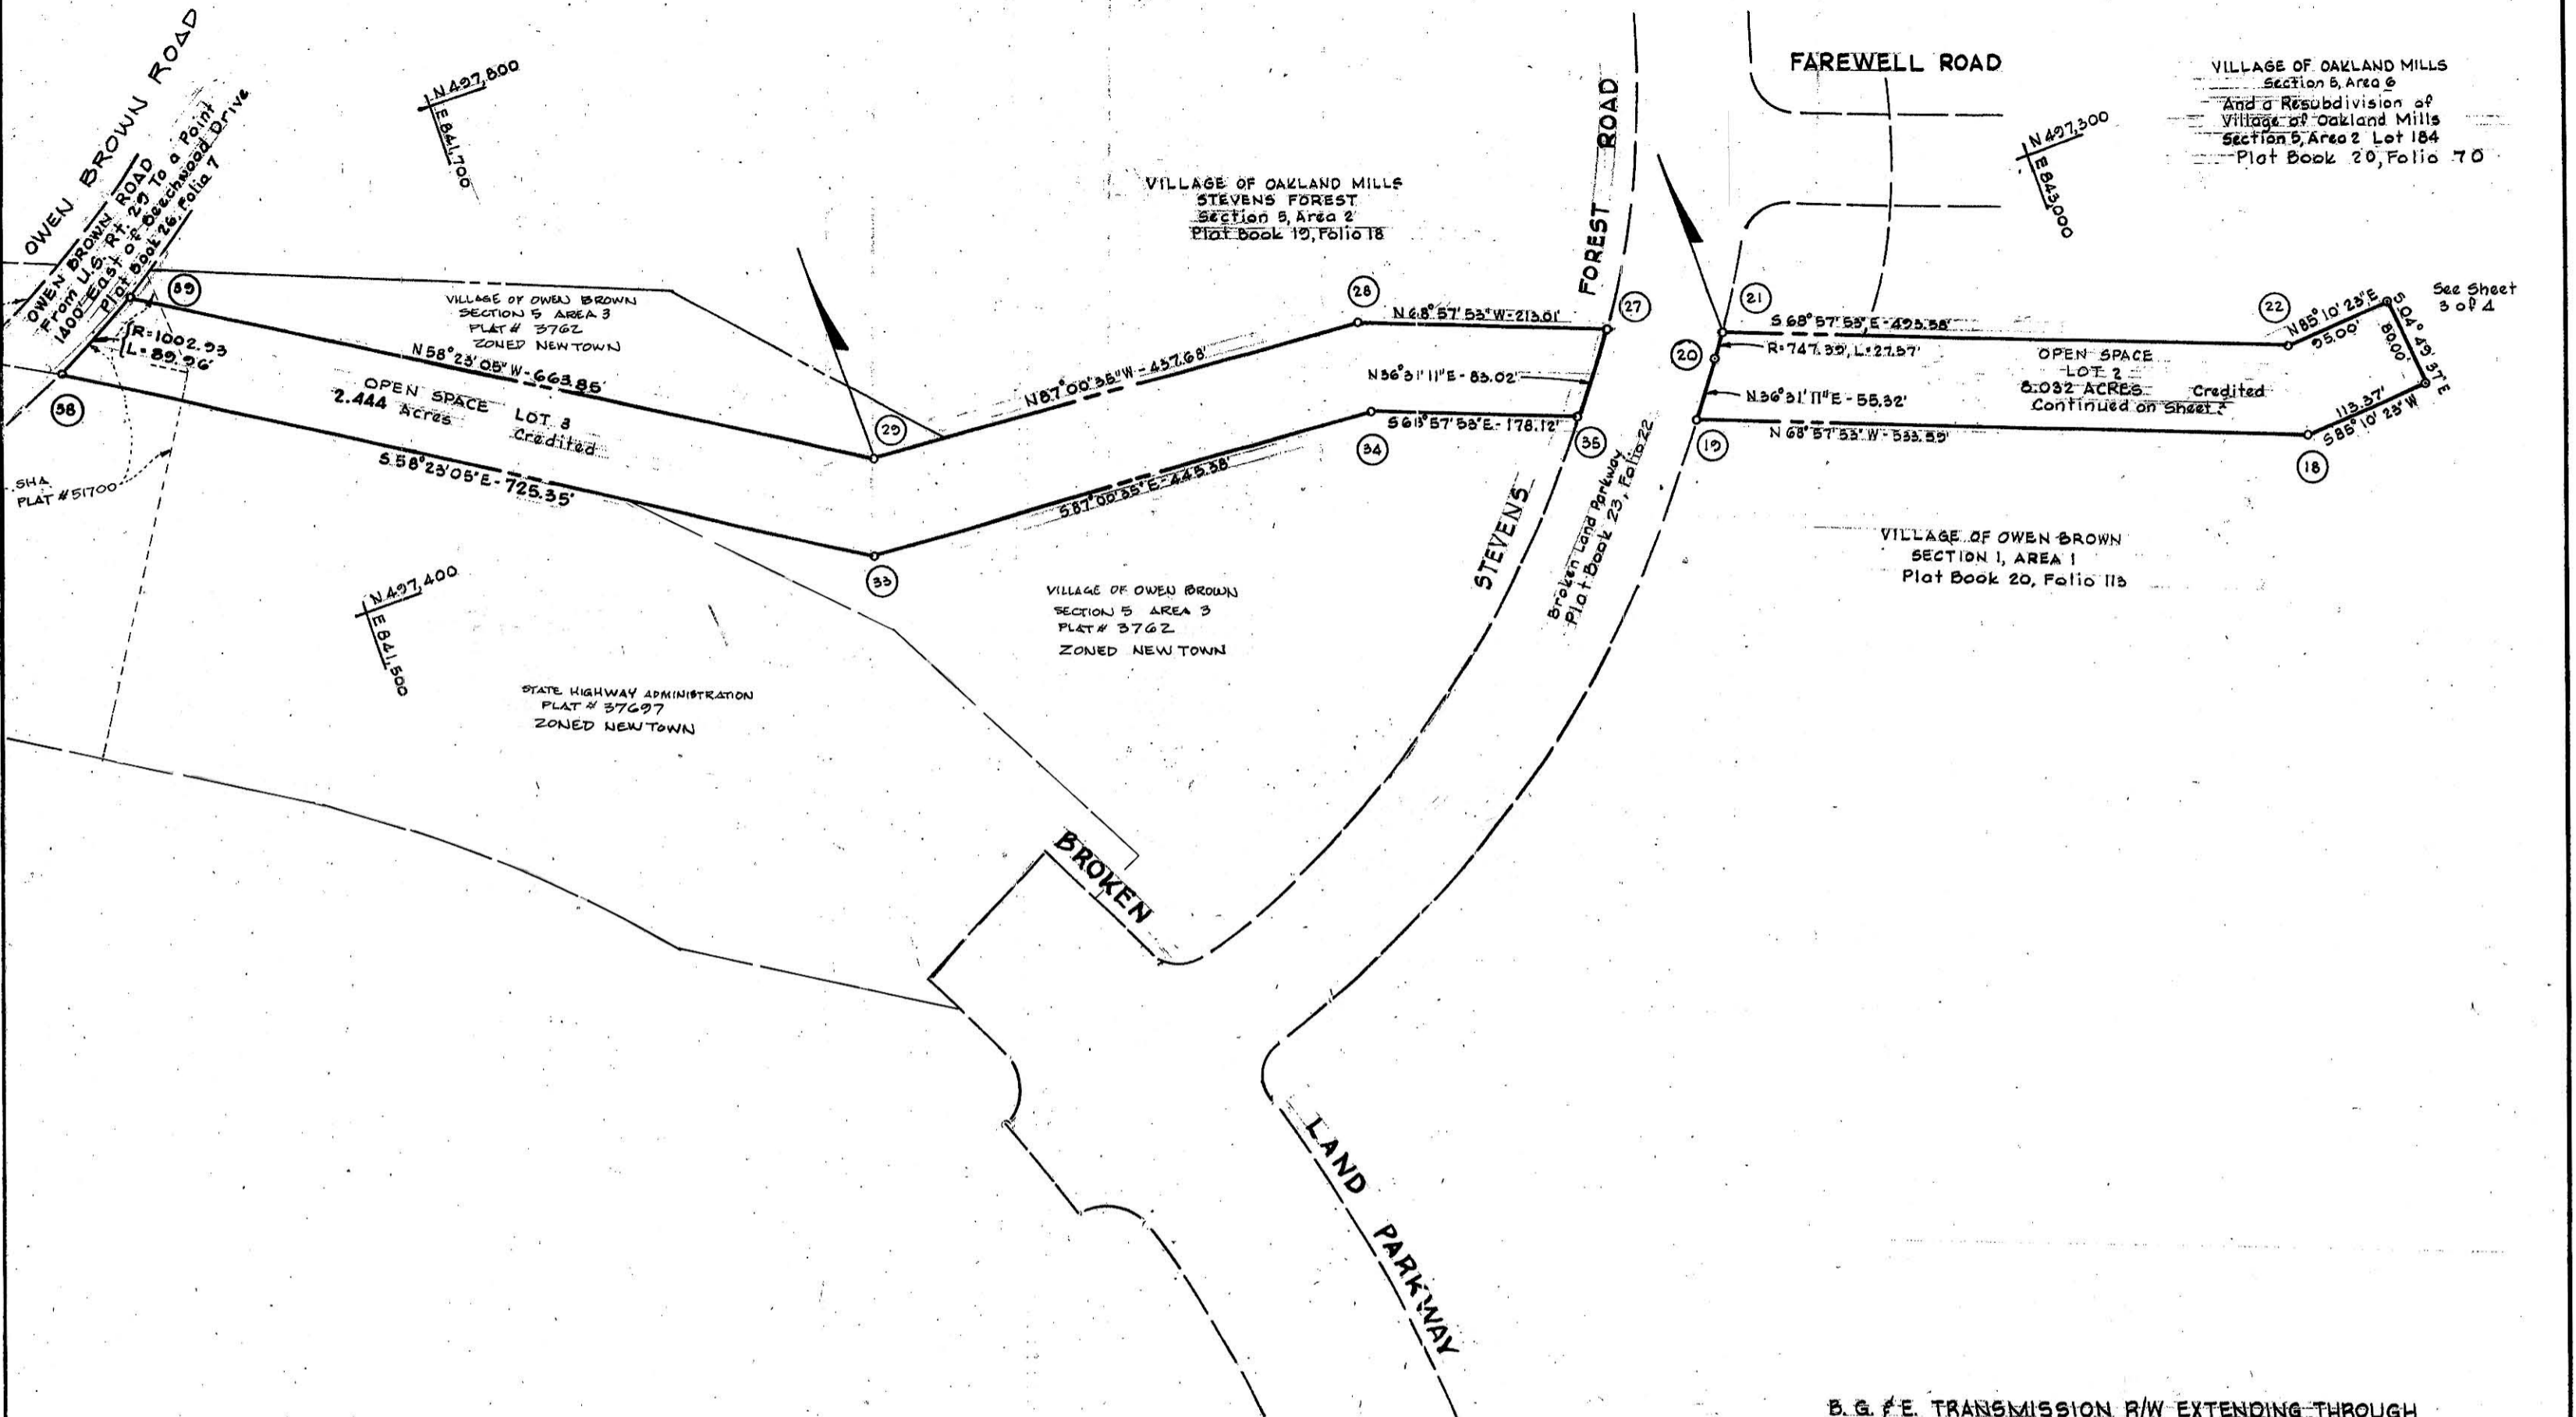 OWEN BROWN ROAD
OWEN BROWN ROAD
From U.S. Rt. 29 To a Point
1400' East of Beechwood Drive
Plat Book 26, Folio 7
N 497,800
E 841,700
VILLAGE OF OAKLAND MILLS
STEVENS FOREST
Section 5, Area 2
Plat Book 19, Folio 18
FOREST ROAD
FAREWELL ROAD
N 497,300
E 843,000
VILLAGE OF OAKLAND MILLS
Section 5, Area 6
And a Resubdivision of
Village of Oakland Mills
Section 5, Area 2 Lot 184
Plat Book 20, Folio 70
39
R=1002.93
L=89.96'
38
VILLAGE OF OWEN BROWN
SECTION 5 AREA 3
PLAT # 3762
ZONED NEW TOWN
N 58° 23' 05" W - 663.85'
OPEN SPACE LOT 3
2.444 Acres Credited
S 58° 23' 05" E - 725.35'
SHA
PLAT #51700
29
N 87° 00' 35" W - 437.68'
28
N 68° 57' 53" W - 213.01'
27
N 36° 31' 11" E - 83.02'
S 68° 57' 53" E - 178.12'
34
35
S 87° 00' 35" E - 445.38'
33
21
S 68° 57' 53" E - 493.58'
20
R=747.39', L=27.57'
N 36° 31' 11" E - 55.32'
19
N 68° 57' 53" W - 533.59'
OPEN SPACE
LOT 2
8.032 ACRES Credited
Continued on Sheet
22
N 85° 10' 23" E
95.00'
S 04° 49' 37" E
80.00'
See Sheet
3 of 4
113.37'
S 85° 10' 23" W
18
STEVENS
Broken Land Parkway
Plat Book 23, Folio 22
VILLAGE OF OWEN BROWN
SECTION 1, AREA 1
Plat Book 20, Folio 113
N 497,400
E 841,500
VILLAGE OF OWEN BROWN
SECTION 5 AREA 3
PLAT # 3762
ZONED NEW TOWN
STATE HIGHWAY ADMINISTRATION
PLAT # 37697
ZONED NEW TOWN
BROKEN
LAND PARKWAY
B. G. & E. TRANSMISSION R/W EXTENDING THROUGH